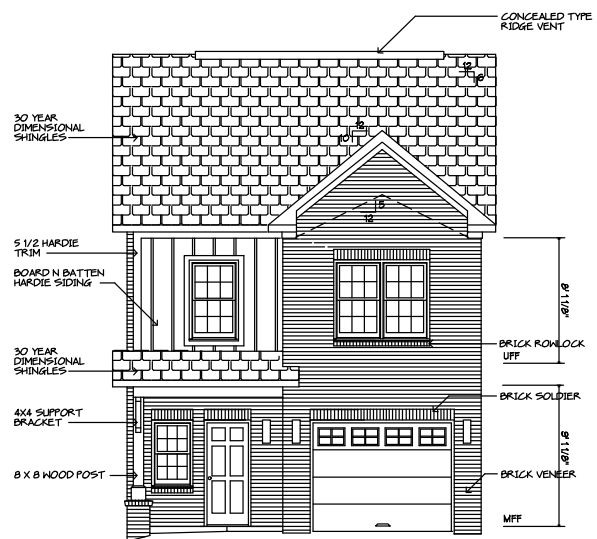 CONCEALED TYPE
RIDGE VENT
12
6
30 YEAR
DIMENSIONAL
SHINGLES
12
10
5
12
5 1/2 HARDIE
TRIM
BOARD N BATTEN
HARDIE SIDING
8' 1 1/8"
BRICK ROWLOCK
UFF
30 YEAR
DIMENSIONAL
SHINGLES
BRICK SOLDIER
4X4 SUPPORT
BRACKET
9' 1 1/8"
8 X 8 WOOD POST
BRICK VENEER
MFF